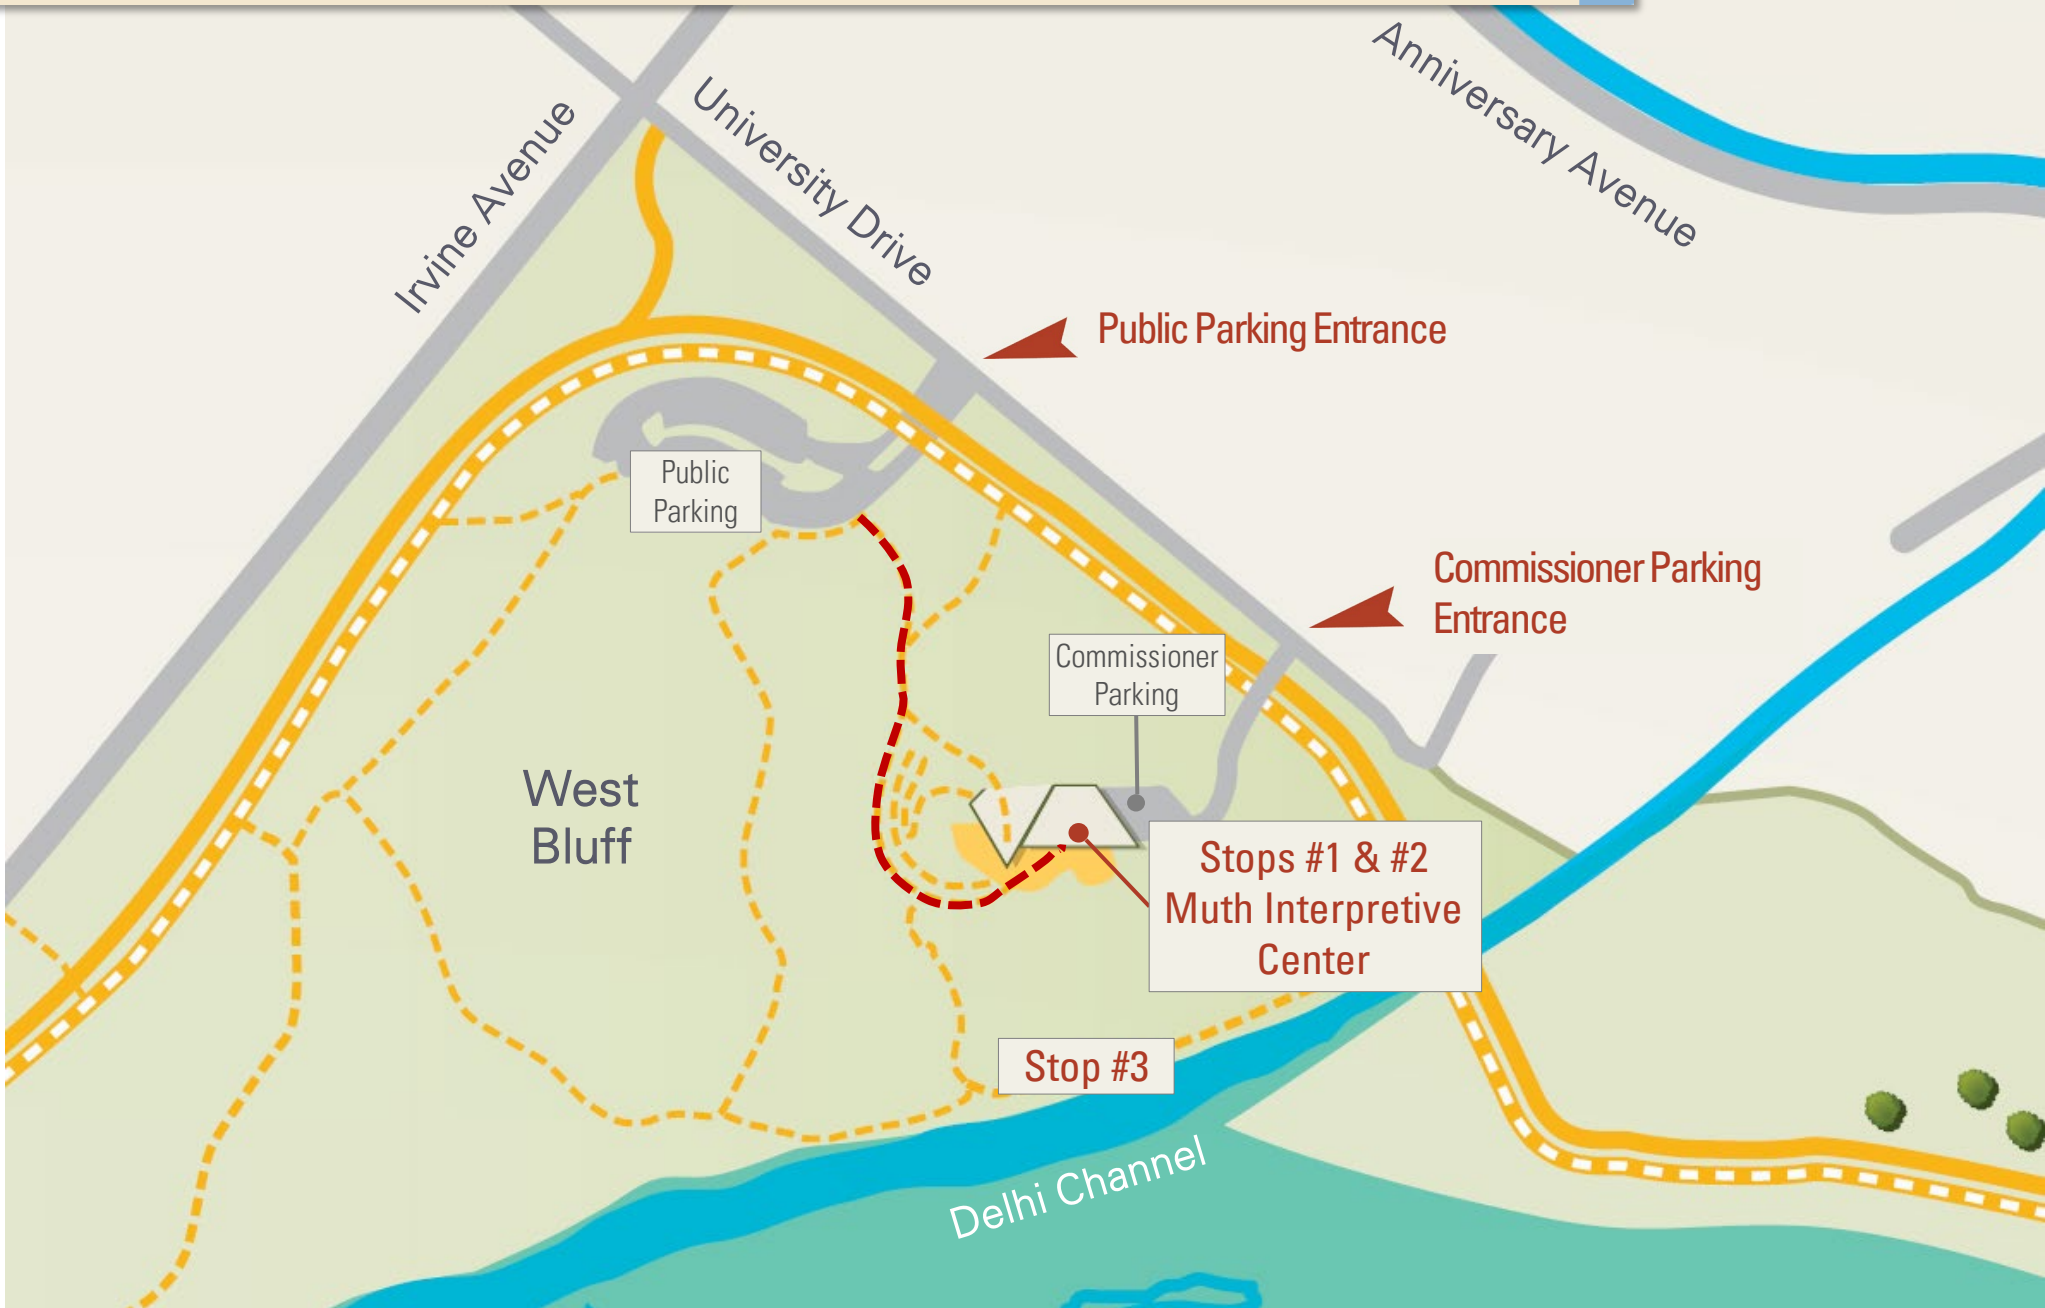 Anniversary Avenue
University Drive
Irvine Avenue
Public Parking Entrance
Public
Parking
Commissioner Parking
Entrance
Commissioner
Parking
West
Bluff
Stops #1 & #2
Muth Interpretive
Center
Stop #3
Delhi Channel